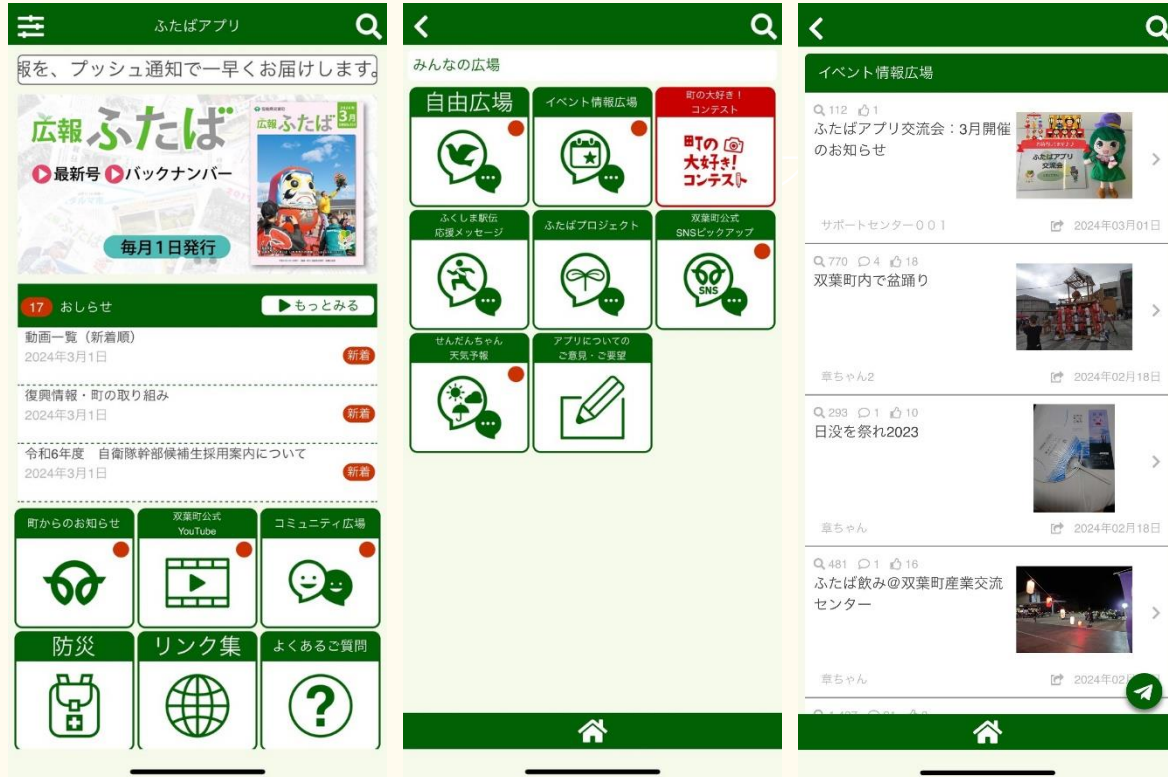 ふたばアプリ
報を、プッシュ通知で一早くお届けします。
広報ふたば
最新号 バックナンバー
毎月1日発行
広報ふたば 3月
17 おしらせ
もっとみる
動画一覧（新着順）
2024年3月1日
新着
復興情報・町の取り組み
2024年3月1日
新着
令和6年度 自衛隊幹部候補生採用案内について
2024年3月1日
新着
町からのお知らせ
双葉町公式
YouTube
コミュニティ広場
防災
リンク集
よくあるご質問
みんなの広場
自由広場
イベント情報広場
町の大好き！
コンテスト
町の
大好き!
コンテスト
ふくしま駅伝
応援メッセージ
ふたばプロジェクト
双葉町公式
SNSピックアップ
SNS
せんだんちゃん
天気予報
アプリについての
ご意見・ご要望
イベント情報広場
112 1
ふたばアプリ交流会：3月開催
のお知らせ
ふたばアプリ
交流会
サポートセンター００１
2024年03月01日
770 4 18
双葉町内で盆踊り
章ちゃん2
2024年02月18日
293 1 10
日没を祭れ2023
章ちゃん
2024年02月18日
481 1 16
ふたば飲み@双葉町産業交流
センター
章ちゃん
2024年02